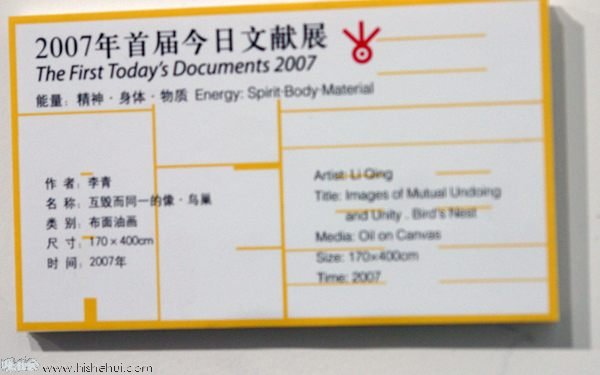 2007年首届今日文献展
The First Today's Documents 2007
能量：精神·身体·物质 Energy: Spirit·Body·Material
作 者：李青
名 称：互毁而同一的像·鸟巢
类 别：布面油画
尺 寸：170×400cm
时 间：2007年
Artist: Li Qing
Title: Images of Mutual Undoing
and Unity . Bird's Nest
Media: Oil on Canvas
Size: 170×400cm
Time: 2007
www.hishehui.com